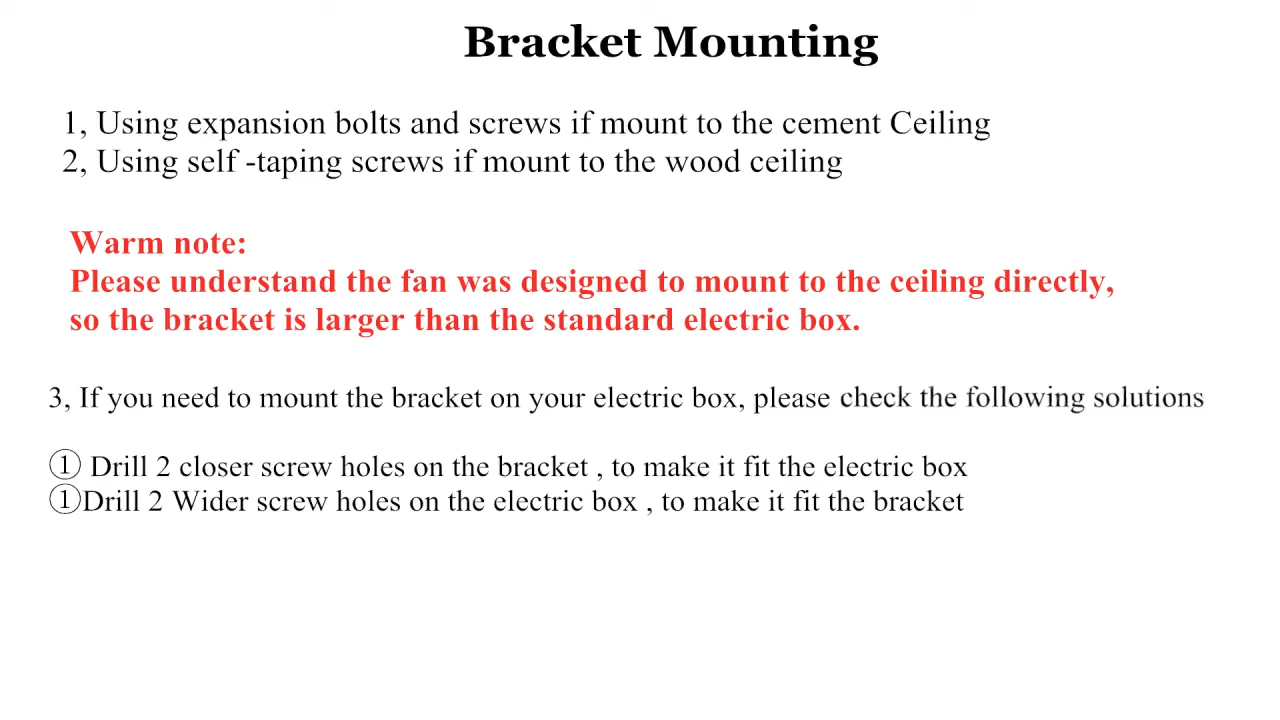 Bracket Mounting
1, Using expansion bolts and screws if mount to the cement Ceiling
2, Using self -taping screws if mount to the wood ceiling
Warm note:
Please understand the fan was designed to mount to the ceiling directly,
so the bracket is larger than the standard electric box.
3, If you need to mount the bracket on your electric box, please check the following solutions
① Drill 2 closer screw holes on the bracket , to make it fit the electric box
①Drill 2 Wider screw holes on the electric box , to make it fit the bracket